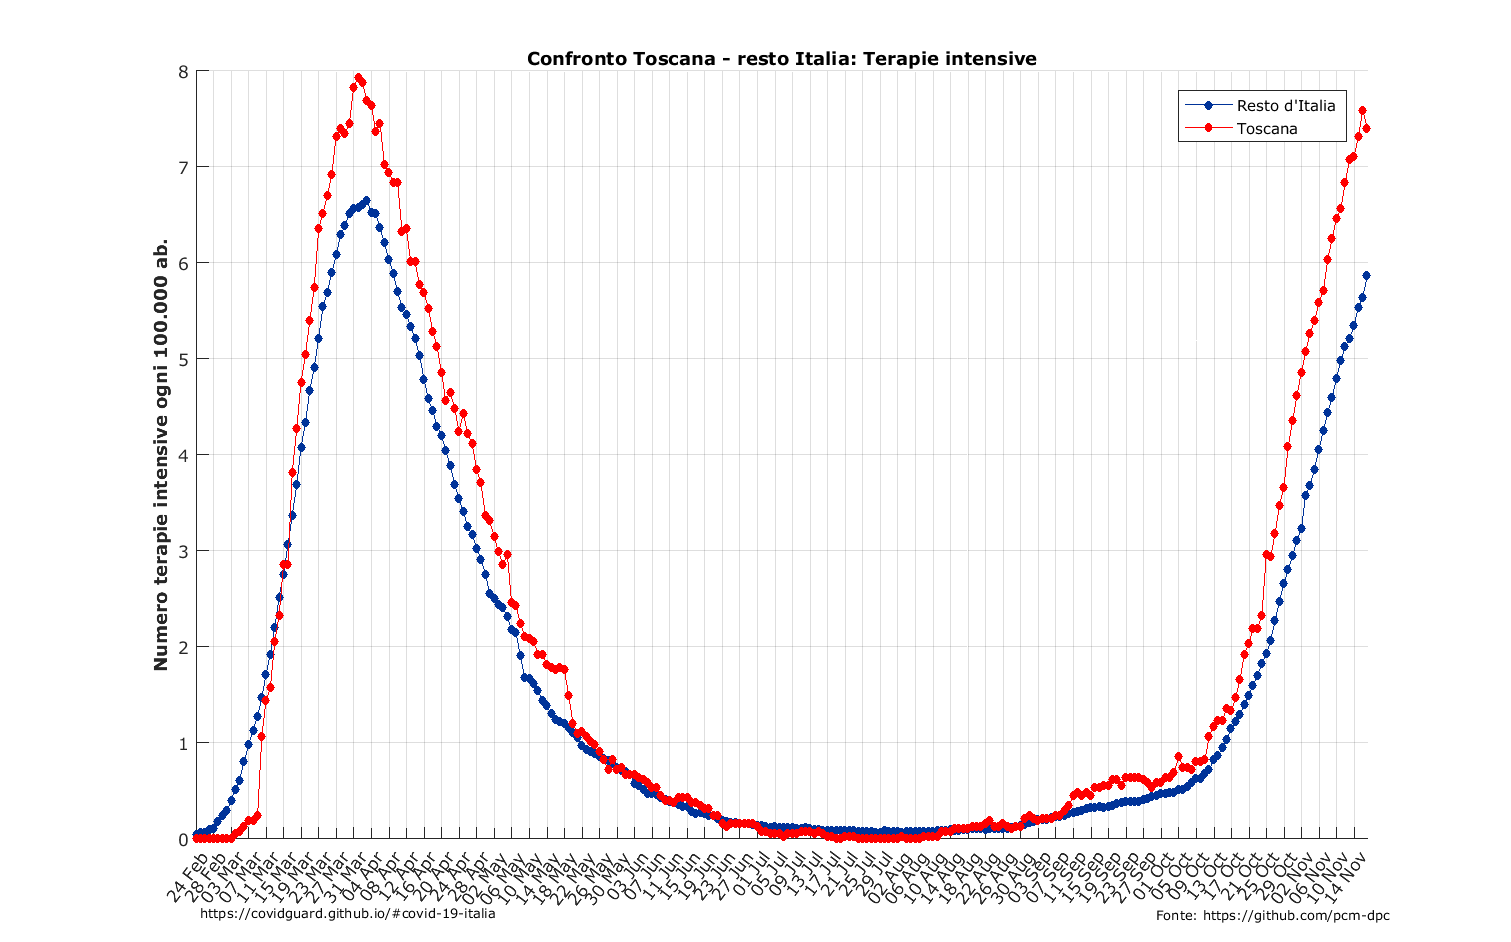 Confronto Toscana - resto Italia: Terapie intensive
Resto d'Italia
Toscana
Numero terapie intensive ogni 100.000 ab.
8
7
6
5
4
3
2
1
0
24 Feb
28 Feb
03 Mar
07 Mar
11 Mar
15 Mar
19 Mar
23 Mar
27 Mar
31 Mar
04 Apr
08 Apr
12 Apr
16 Apr
20 Apr
24 Apr
28 Apr
02 May
06 May
10 May
14 May
18 May
22 May
26 May
30 May
03 Jun
07 Jun
11 Jun
15 Jun
19 Jun
23 Jun
27 Jun
01 Jul
05 Jul
09 Jul
13 Jul
17 Jul
21 Jul
25 Jul
29 Jul
02 Aug
06 Aug
10 Aug
14 Aug
18 Aug
22 Aug
26 Aug
30 Aug
03 Sep
07 Sep
11 Sep
15 Sep
19 Sep
23 Sep
27 Sep
01 Oct
05 Oct
09 Oct
13 Oct
17 Oct
21 Oct
25 Oct
29 Oct
02 Nov
06 Nov
10 Nov
14 Nov
https://covidguard.github.io/#covid-19-italia
Fonte: https://github.com/pcm-dpc